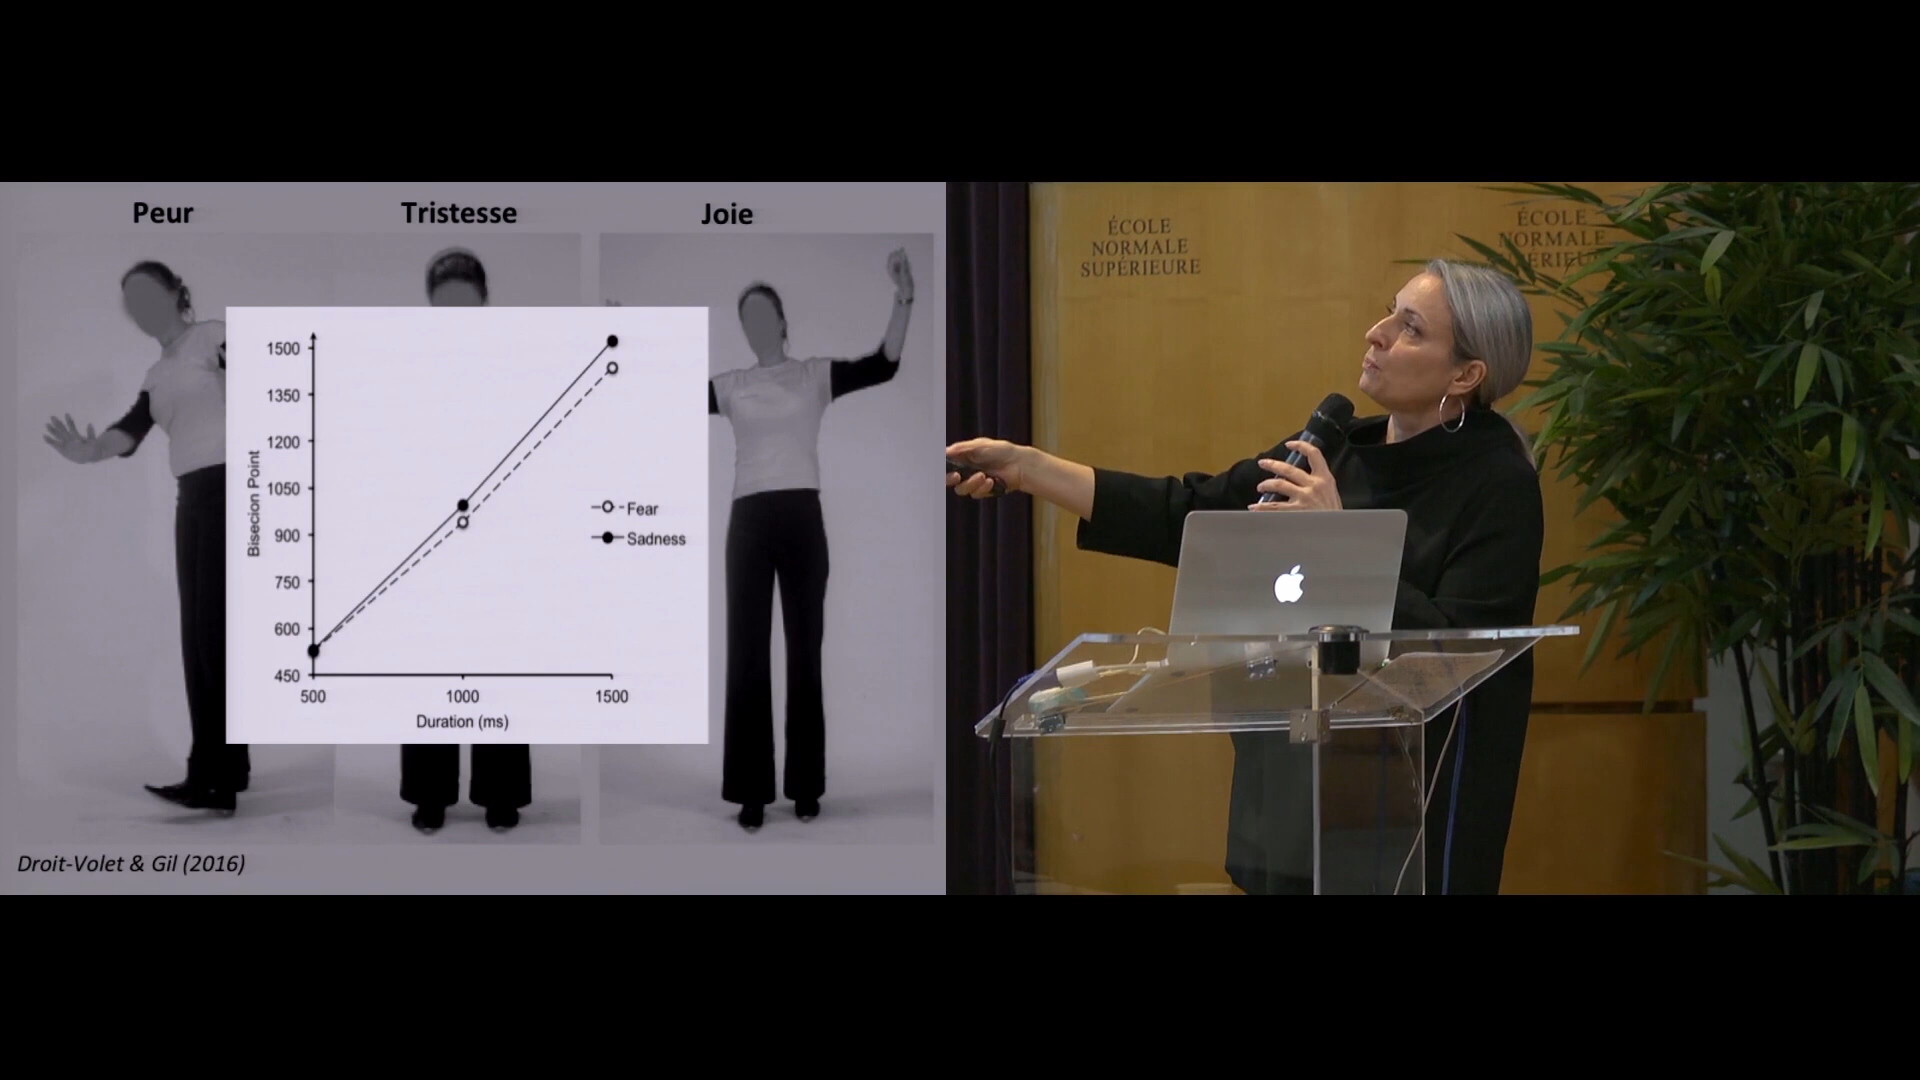 Peur
Tristesse
Joie
1500
1350
1200
1050
900
750
600
450
Bisecion Point
Fear
Sadness
500
1000
1500
Duration (ms)
Droit-Volet & Gil (2016)
ÉCOLE
NORMALE
SUPÉRIEURE
ÉCOLE
NORMALE